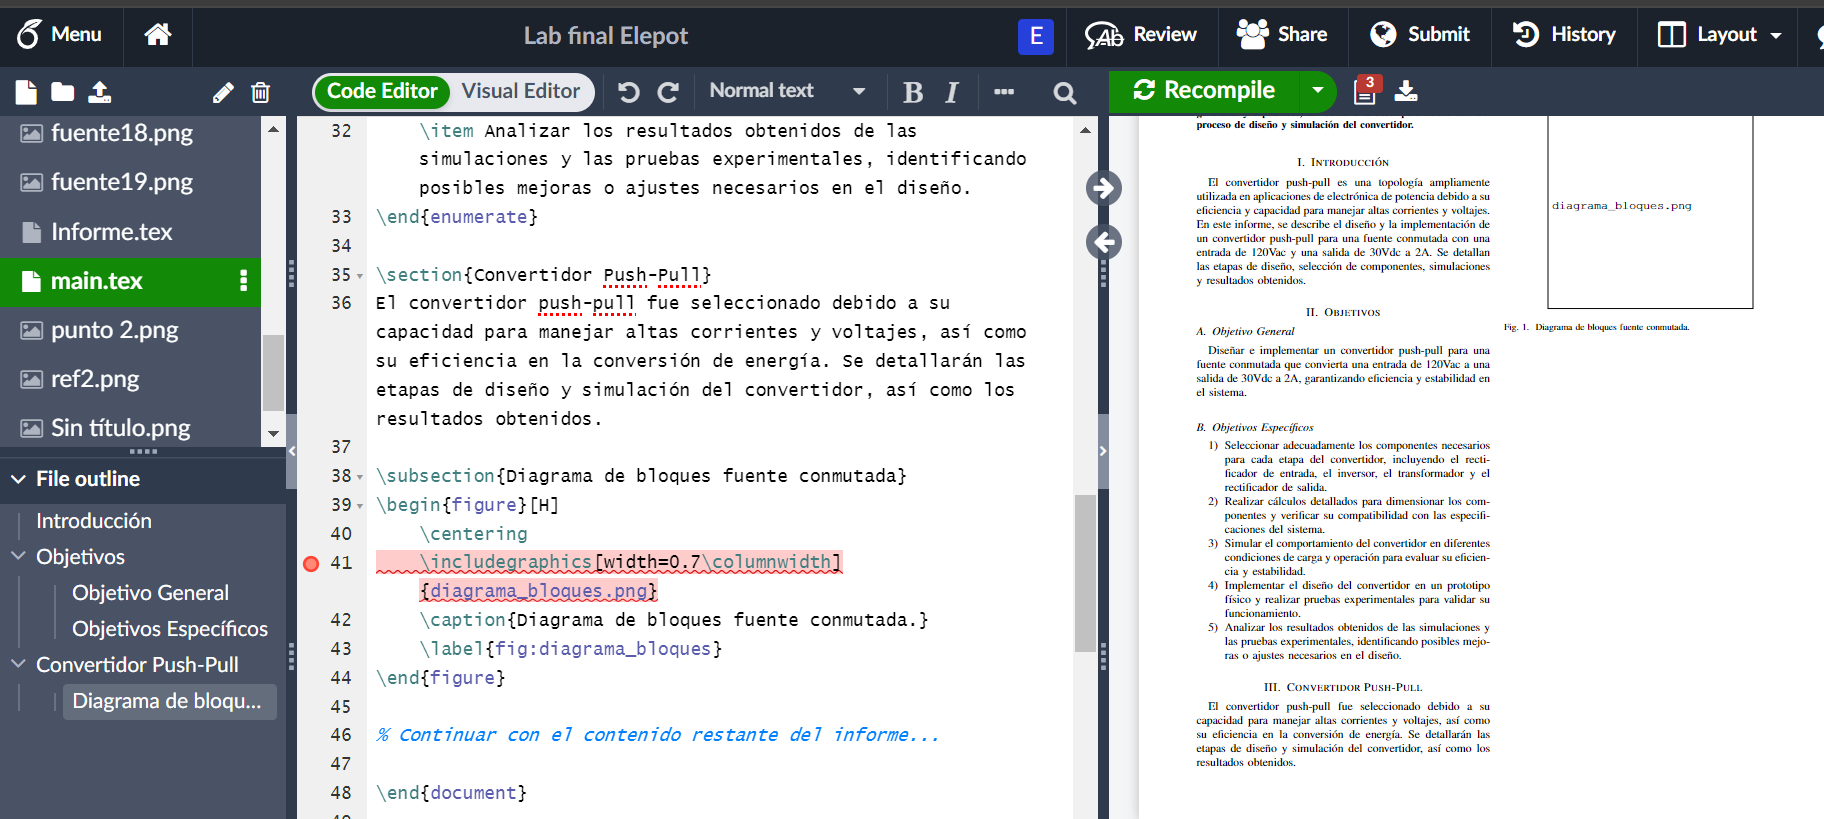 Menu
Lab final Elepot
E
Review
Share
Submit
History
Layout
Code Editor
Visual Editor
Normal text
B
I
Recompile
3
fuente18.png
fuente19.png
Informe.tex
main.tex
punto 2.png
ref2.png
Sin título.png
File outline
Introducción
Objetivos
Objetivo General
Objetivos Específicos
Convertidor Push-Pull
Diagrama de bloqu...
32 \item Analizar los resultados obtenidos de las
simulaciones y las pruebas experimentales, identificando
posibles mejoras o ajustes necesarios en el diseño.
33 \end{enumerate}
34
35 \section{Convertidor Push-Pull}
36 El convertidor push-pull fue seleccionado debido a su
capacidad para manejar altas corrientes y voltajes, así como
su eficiencia en la conversión de energía. Se detallarán las
etapas de diseño y simulación del convertidor, así como los
resultados obtenidos.
37
38 \subsection{Diagrama de bloques fuente conmutada}
39 \begin{figure}[H]
40 \centering
41 \includegraphics[width=0.7\columnwidth]
{diagrama_bloques.png}
42 \caption{Diagrama de bloques fuente conmutada.}
43 \label{fig:diagrama_bloques}
44 \end{figure}
45
46 % Continuar con el contenido restante del informe...
47
48 \end{document}
proceso de diseño y simulación del convertidor.
I. Introducción
El convertidor push-pull es una topología ampliamente
utilizada en aplicaciones de electrónica de potencia debido a su
eficiencia y capacidad para manejar altas corrientes y voltajes.
En este informe, se describe el diseño y la implementación de
un convertidor push-pull para una fuente conmutada con una
entrada de 120Vac y una salida de 30Vdc a 2A. Se detallan
las etapas de diseño, selección de componentes, simulaciones
y resultados obtenidos.
II. Objetivos
A. Objetivo General
Diseñar e implementar un convertidor push-pull para una
fuente conmutada que convierta una entrada de 120Vac a una
salida de 30Vdc a 2A, garantizando eficiencia y estabilidad en
el sistema.
B. Objetivos Específicos
1) Seleccionar adecuadamente los componentes necesarios
para cada etapa del convertidor, incluyendo el recti-
ficador de entrada, el inversor, el transformador y el
rectificador de salida.
2) Realizar cálculos detallados para dimensionar los com-
ponentes y verificar su compatibilidad con las especifi-
caciones del sistema.
3) Simular el comportamiento del convertidor en diferentes
condiciones de carga y operación para evaluar su eficien-
cia y estabilidad.
4) Implementar el diseño del convertidor en un prototipo
físico y realizar pruebas experimentales para validar su
funcionamiento.
5) Analizar los resultados obtenidos de las simulaciones y
las pruebas experimentales, identificando posibles mejo-
ras o ajustes necesarios en el diseño.
III. Convertidor Push-Pull
El convertidor push-pull fue seleccionado debido a su
capacidad para manejar altas corrientes y voltajes, así como
su eficiencia en la conversión de energía. Se detallarán las
etapas de diseño y simulación del convertidor, así como los
resultados obtenidos.
diagrama_bloques.png
Fig. 1. Diagrama de bloques fuente conmutada.